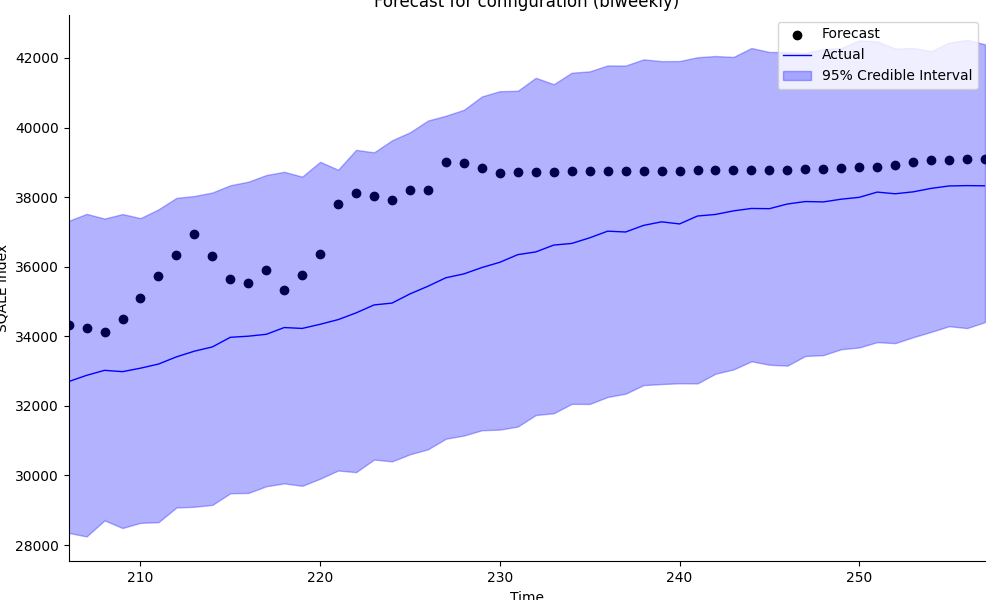 Forecast for configuration (biweekly)
Forecast
Actual
95% Credible Interval
42000
40000
38000
36000
34000
32000
30000
28000
SQALE Index
210
220
230
240
250
Time